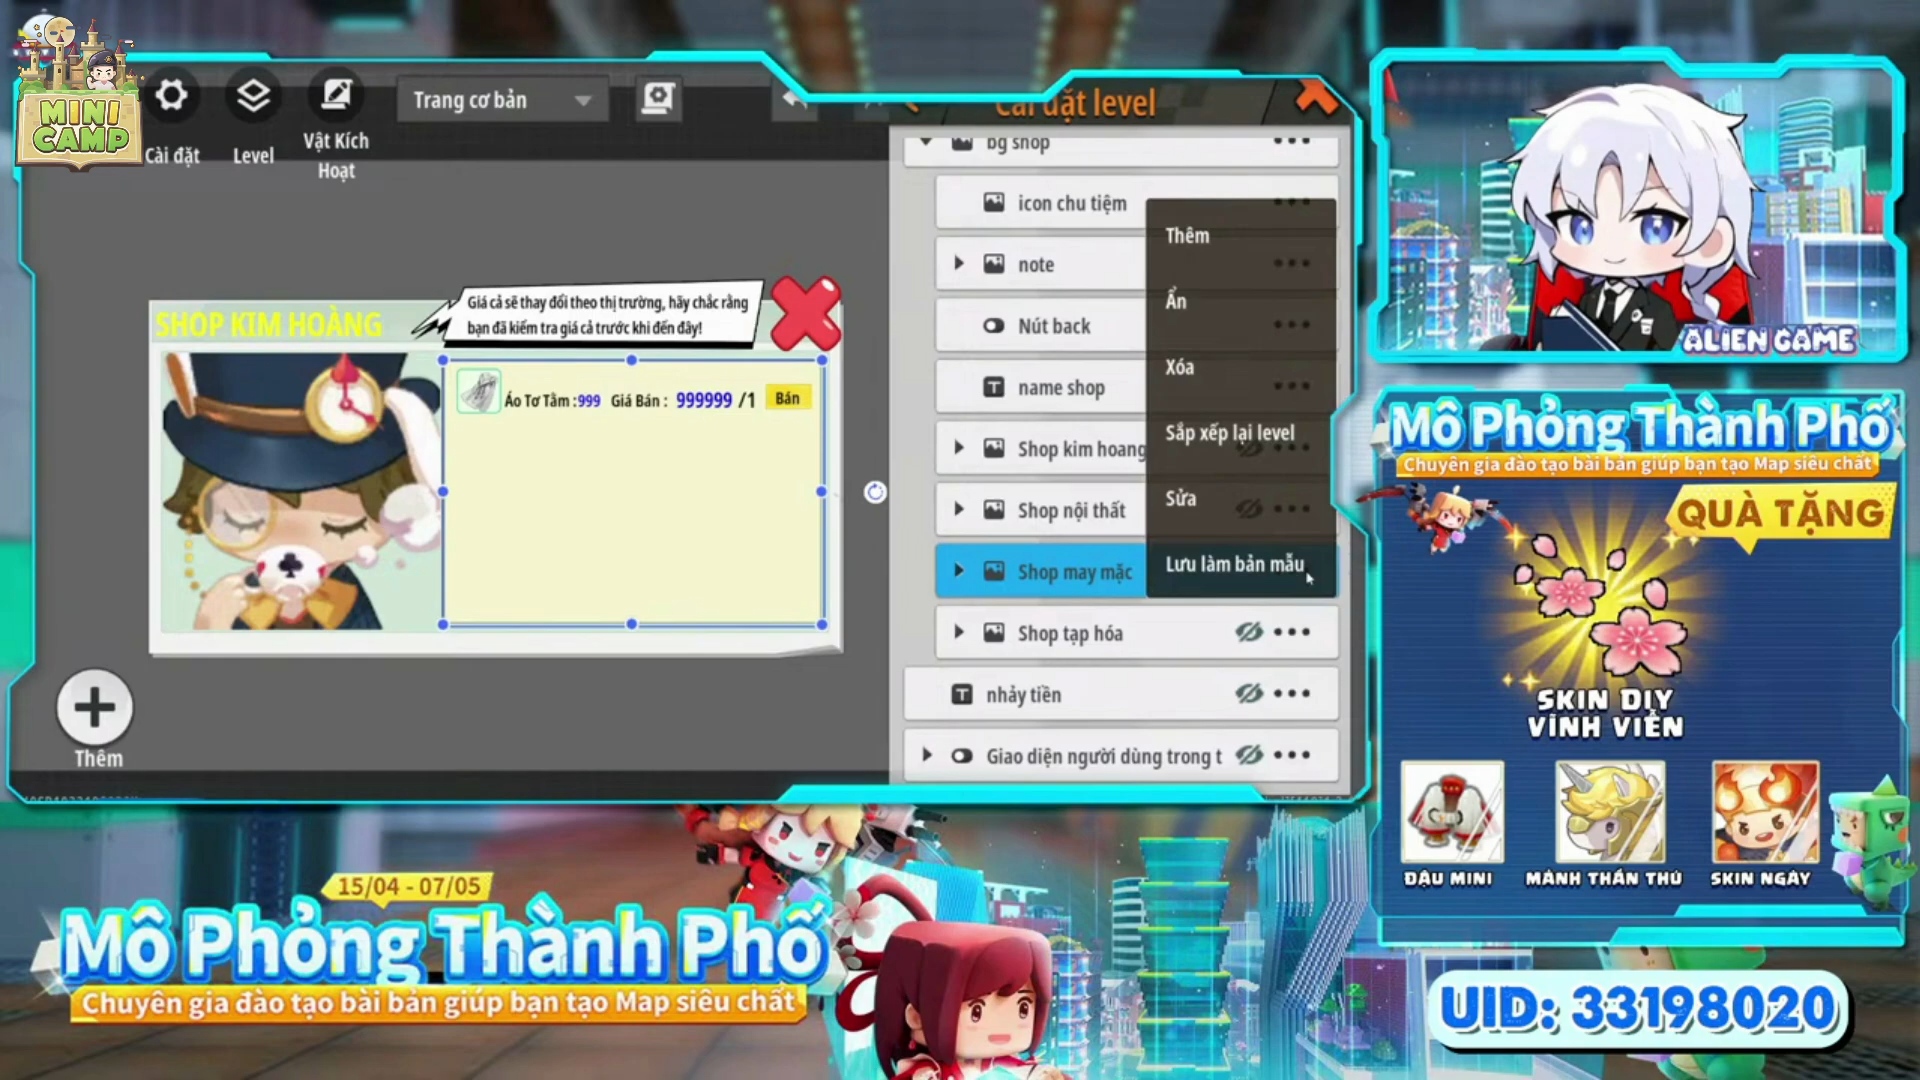 MINI
CAMP
Cài đặt
Level
Vật Kích
Hoạt
Trang cơ bản
Cài đặt level
bg shop
icon chu tiệm
note
Nút back
name shop
Shop kim hoang
Shop nội thất
Shop may mặc
Shop tạp hóa
nhảy tiền
Giao diện người dùng trong t
Thêm
Ẩn
Xóa
Sắp xếp lại level
Sửa
Lưu làm bản mẫu
SHOP KIM HOÀNG
Giá cả sẽ thay đổi theo thị trường, hãy chắc rằng
bạn đã kiểm tra giá cả trước khi đến đây!
Áo Tơ Tằm :999 Giá Bán : 999999 /1 Bán
Thêm
ALIEN GAME
Mô Phỏng Thành Phố
Chuyên gia đào tạo bài bản giúp bạn tạo Map siêu chất
QUÀ TẶNG
SKIN DIY
VĨNH VIỄN
ĐẬU MINI
MẢNH THẦN THÚ
SKIN NGÀY
15/04 - 07/05
Mô Phỏng Thành Phố
Chuyên gia đào tạo bài bản giúp bạn tạo Map siêu chất
UID: 33198020